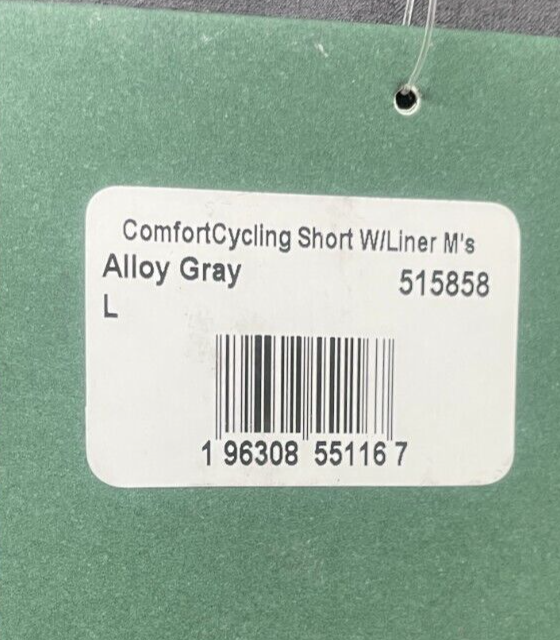 ComfortCycling Short W/Liner M's
Alloy Gray 515858
L
1 96308 55116 7